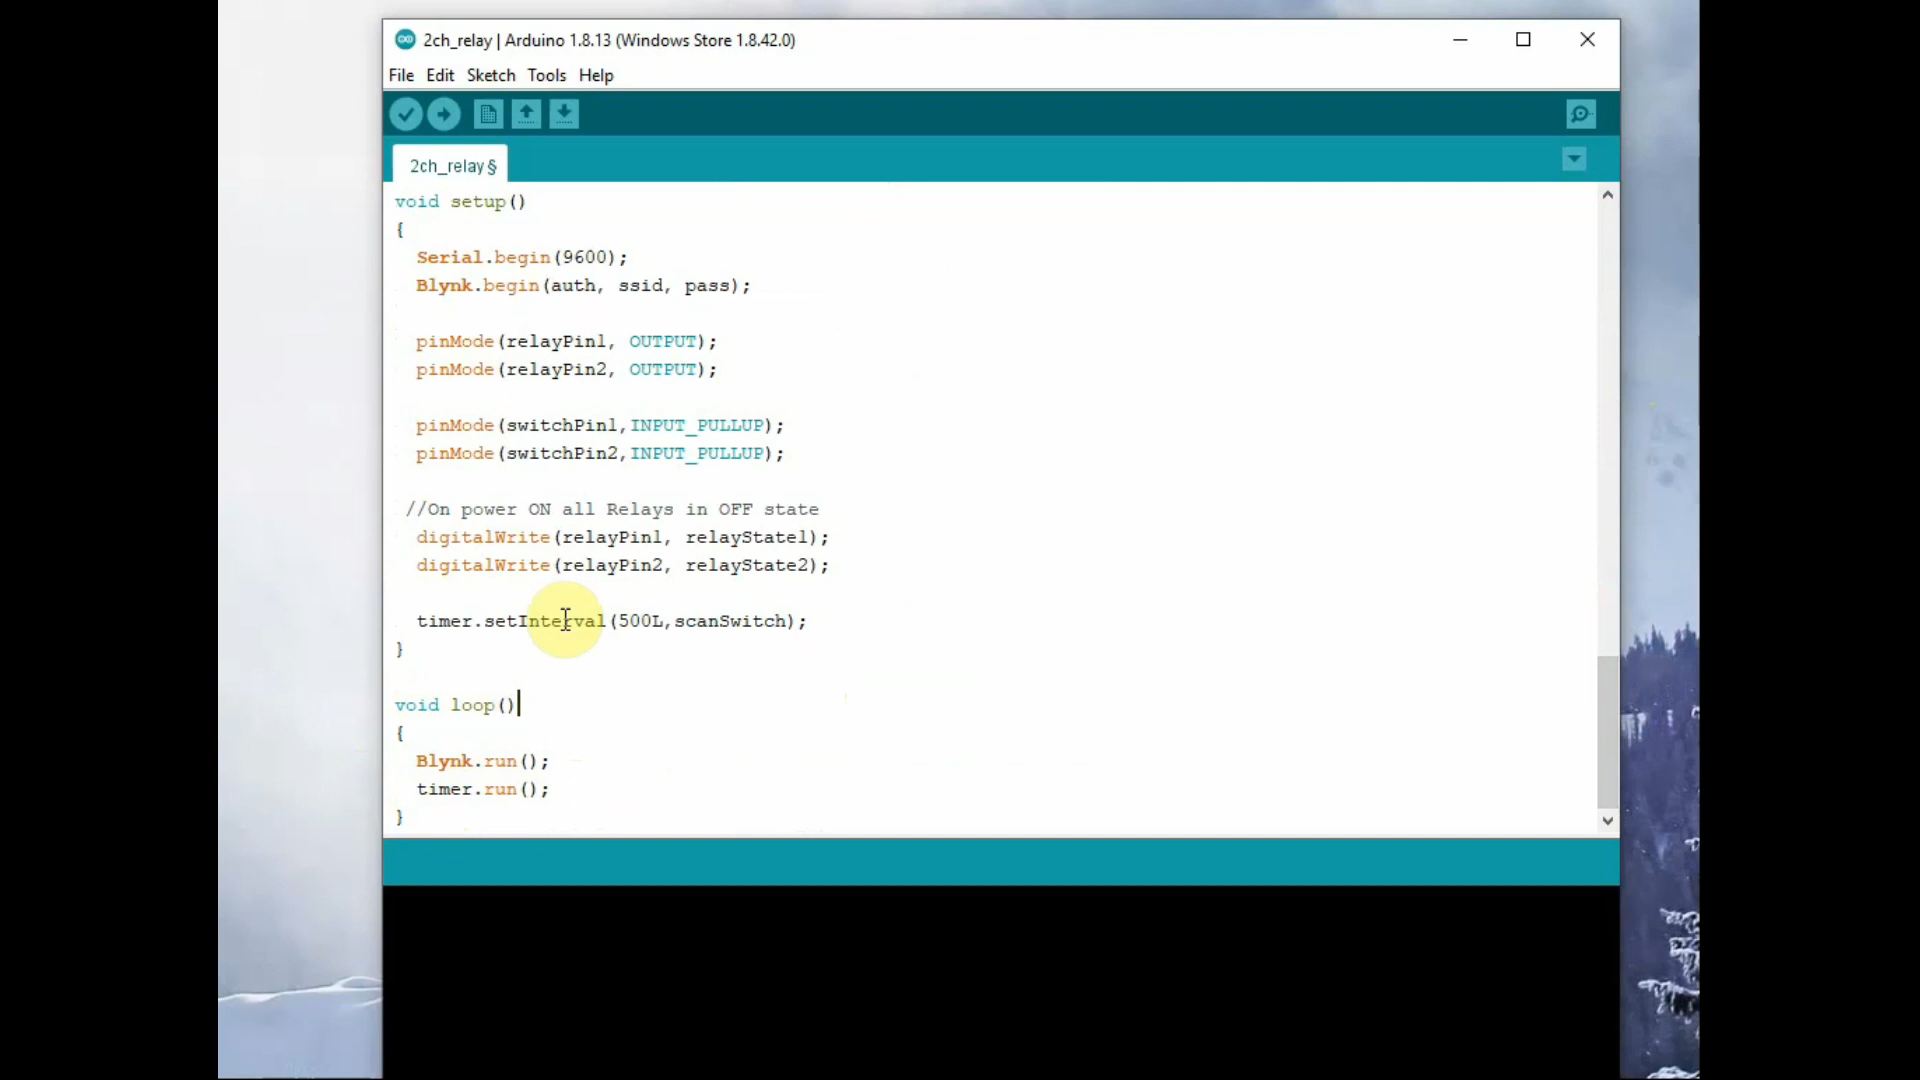 2ch_relay | Arduino 1.8.13 (Windows Store 1.8.42.0)
File Edit Sketch Tools Help
2ch_relay§
void setup()
{
Serial.begin(9600);
Blynk.begin(auth, ssid, pass);
pinMode(relayPin1, OUTPUT);
pinMode(relayPin2, OUTPUT);
pinMode(switchPin1,INPUT_PULLUP);
pinMode(switchPin2,INPUT_PULLUP);
//On power ON all Relays in OFF state
digitalWrite(relayPin1, relayState1);
digitalWrite(relayPin2, relayState2);
timer.setInterval(500L,scanSwitch);
}
void loop()
{
Blynk.run();
timer.run();
}